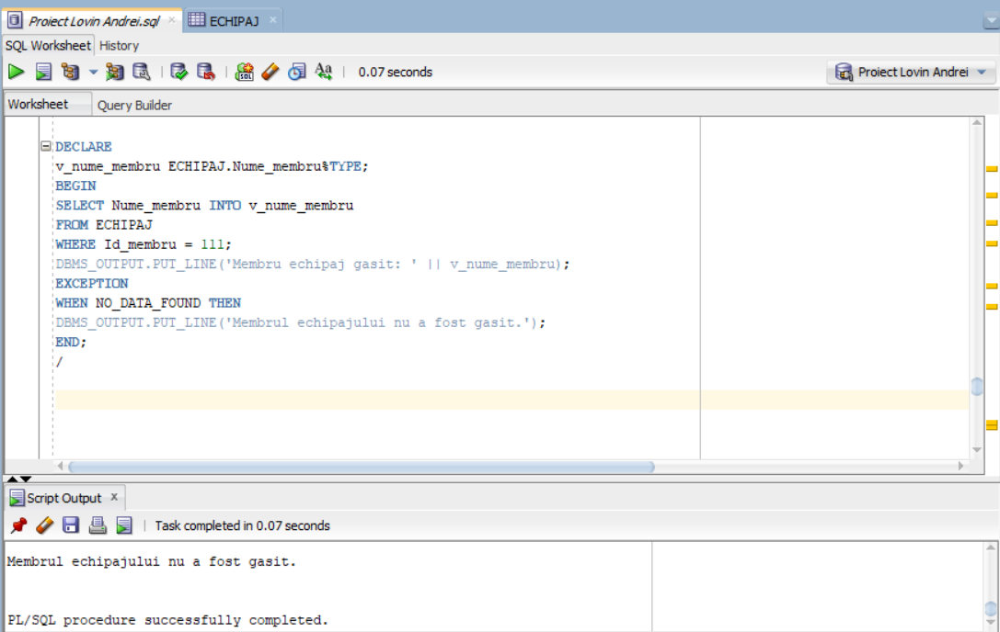 Proiect Lovin Andrei.sql × ECHIPAJ ×
SQL Worksheet History
0.07 seconds Proiect Lovin Andrei
Worksheet Query Builder
DECLARE
v_nume_membru ECHIPAJ.Nume_membru%TYPE;
BEGIN
SELECT Nume_membru INTO v_nume_membru
FROM ECHIPAJ
WHERE Id_membru = 111;
DBMS_OUTPUT.PUT_LINE('Membru echipaj gasit: ' || v_nume_membru);
EXCEPTION
WHEN NO_DATA_FOUND THEN
DBMS_OUTPUT.PUT_LINE('Membrul echipajului nu a fost gasit.');
END;
/
Script Output x
Task completed in 0.07 seconds
Membrul echipajului nu a fost gasit.
PL/SQL procedure successfully completed.